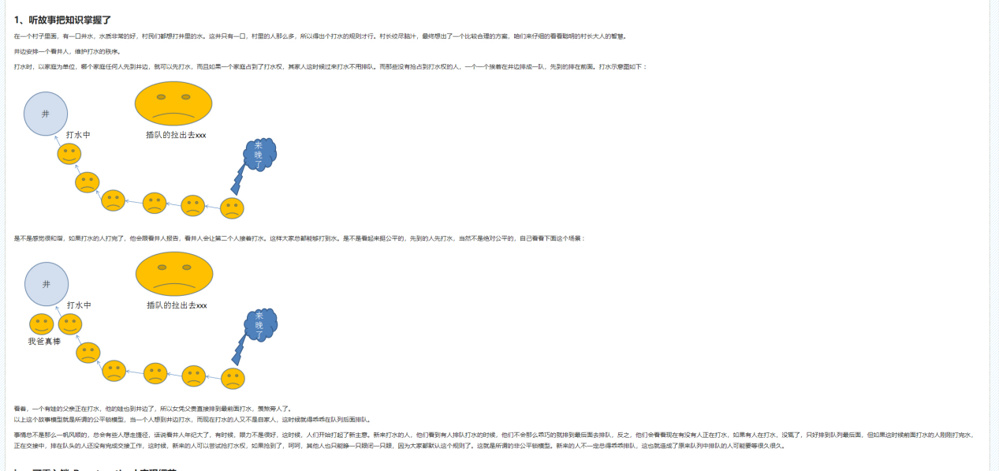 1、听故事把知识掌握了
在一个村子里面，有一口井水，水质非常的好，村民们都想打井里的水。这井只有一口，村里的人那么多，所以得出个打水的规则才行。村长绞尽脑汁，最终想出了一个比较合理的方案，咱们来仔细的看看聪明的村长大人的智慧。
井边安排一个看井人，维护打水的秩序。
打水时，以家庭为单位，哪个家庭任何人先到井边，就可以先打水，而且如果一个家庭占到了打水权，其家人这时候过来打水不用排队。而那些没有抢占到打水权的人，一个一个挨着在井边排成一队，先到的排在前面。打水示意图如下：
井
打水中
插队的拉出去xxx
来
晚
了
是不是感觉很和谐，如果打水的人打完了，他会跟看井人报告，看井人会让第二个人接着打水。这样大家总都能够打到水。是不是看起来挺公平的，先到的人先打水，当然不是绝对公平的，自己看看下面这个场景：
井
打水中
插队的拉出去xxx
来
晚
了
我爸真棒
看着，一个有娃的父亲正在打水，他的娃也到井边了，所以女凭父贵直接排到最前面打水，羡煞旁人了。
以上这个故事模型就是所谓的公平锁模型，当一个人想到井边打水，而现在打水的人又不是自家人，这时候就得乖乖在队列后面排队。
事情总不是那么一帆风顺的，总会有些人想走捷径，话说看井人年纪大了，有时候，眼力不是很好，这时候，人们开始打起了新主意。新来打水的人，他们看到有人排队打水的时候，他们不会那么乖巧的就排到最后面去排队，反之，他们会看看现在有没有人正在打水，如果有人在打水，没辄了，只好排到队列最后面，但如果这时候前面打水的人刚刚打完水，
正在交接中，排在队头的人还没有完成交接工作，这时候，新来的人可以尝试抢打水权，如果抢到了，呵呵，其他人也只能睁一只眼闭一只眼，因为大家都默认这个规则了。这就是所谓的非公平锁模型。新来的人不一定总得乖乖排队，这也就造成了原来队列中排队的人可能要等很久很久。